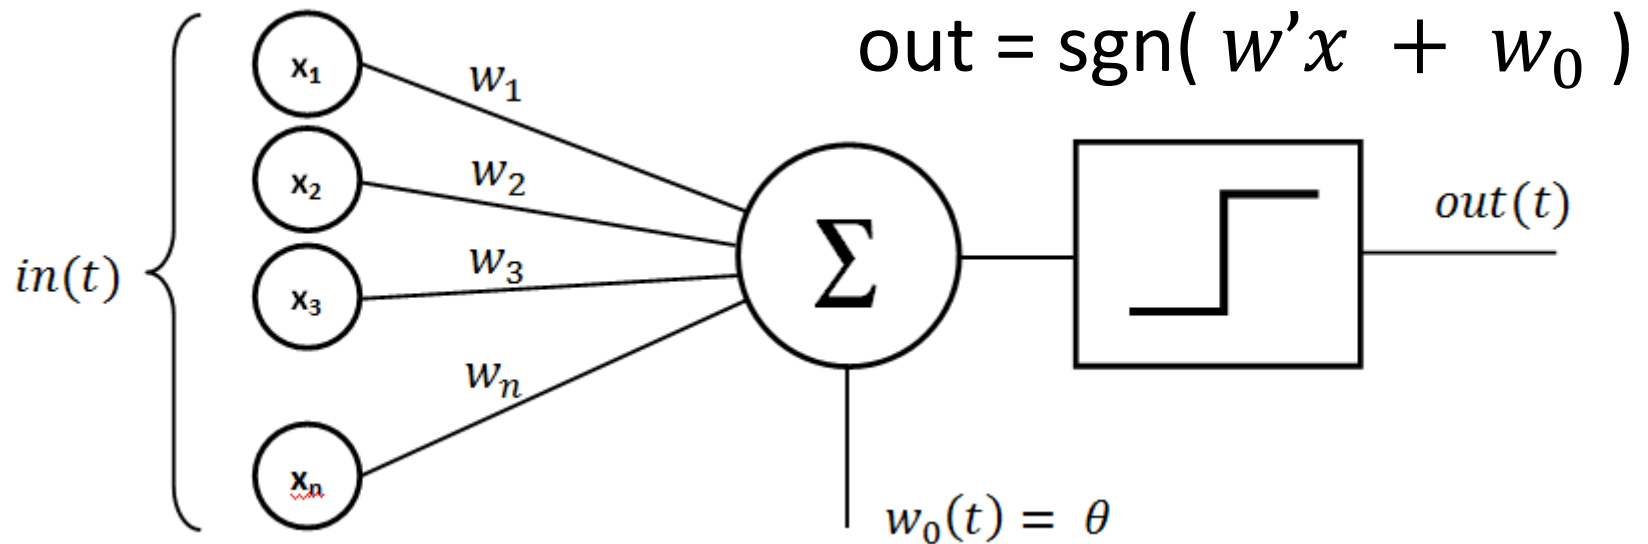 out = sgn( w’x + w₀ )
x₁
w₁
x₂
w₂
x₃
w₃
xₙ
wₙ
in(t)
Σ
out(t)
w₀(t) = θ